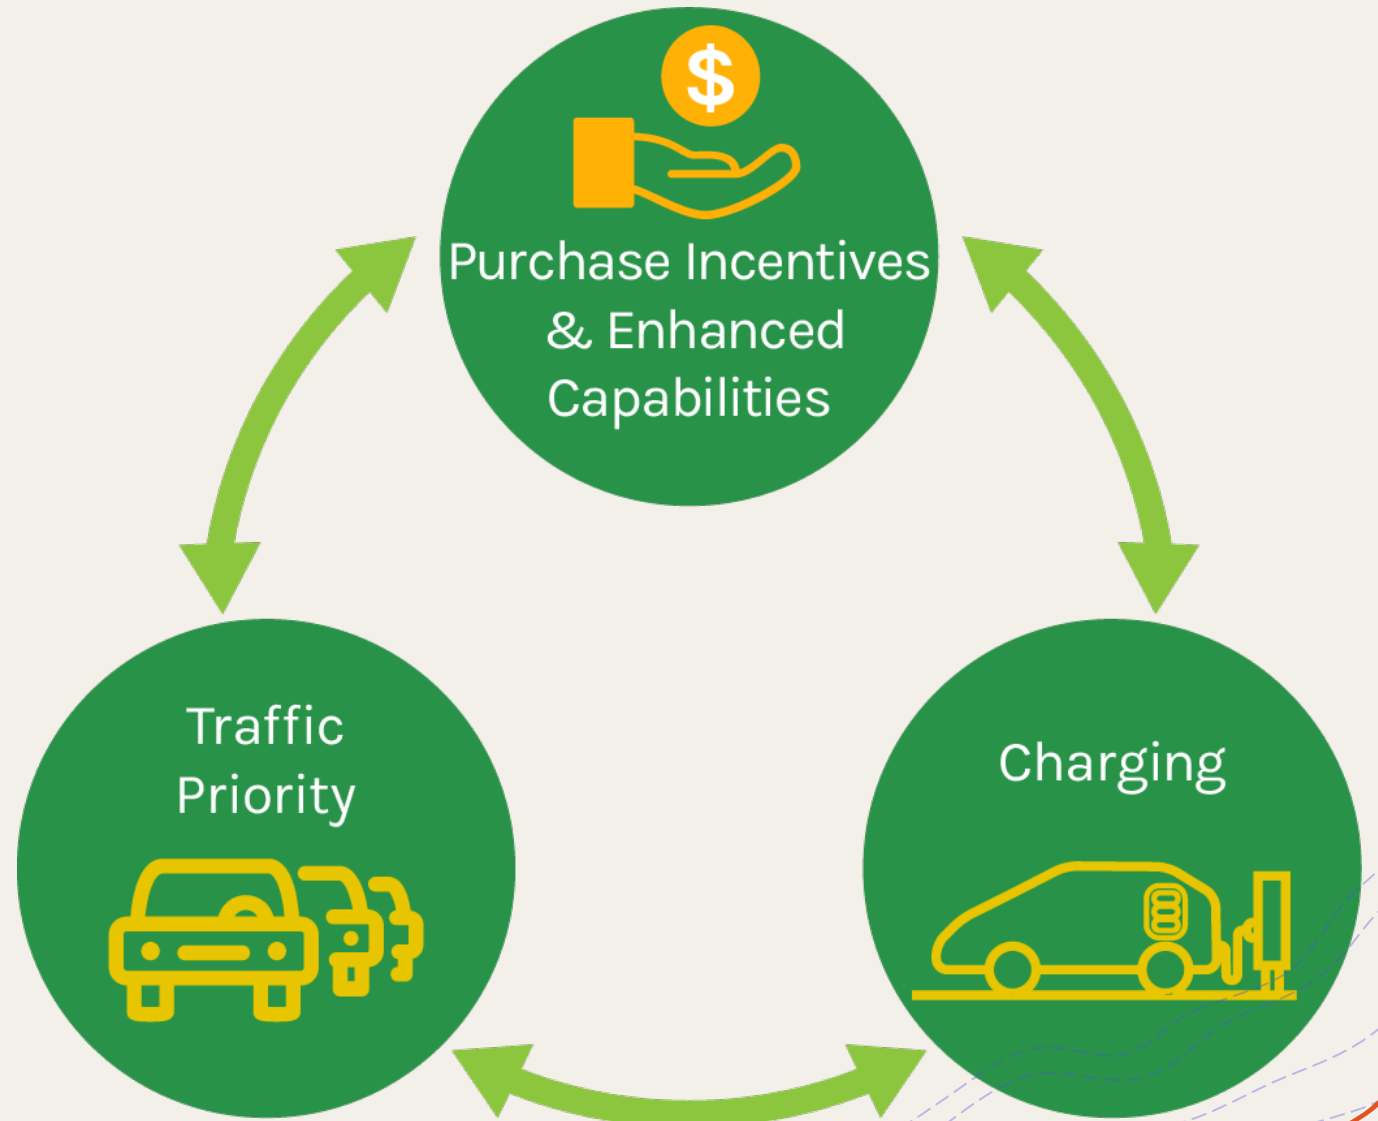 $
Purchase Incentives
& Enhanced
Capabilities
Traffic
Priority
Charging